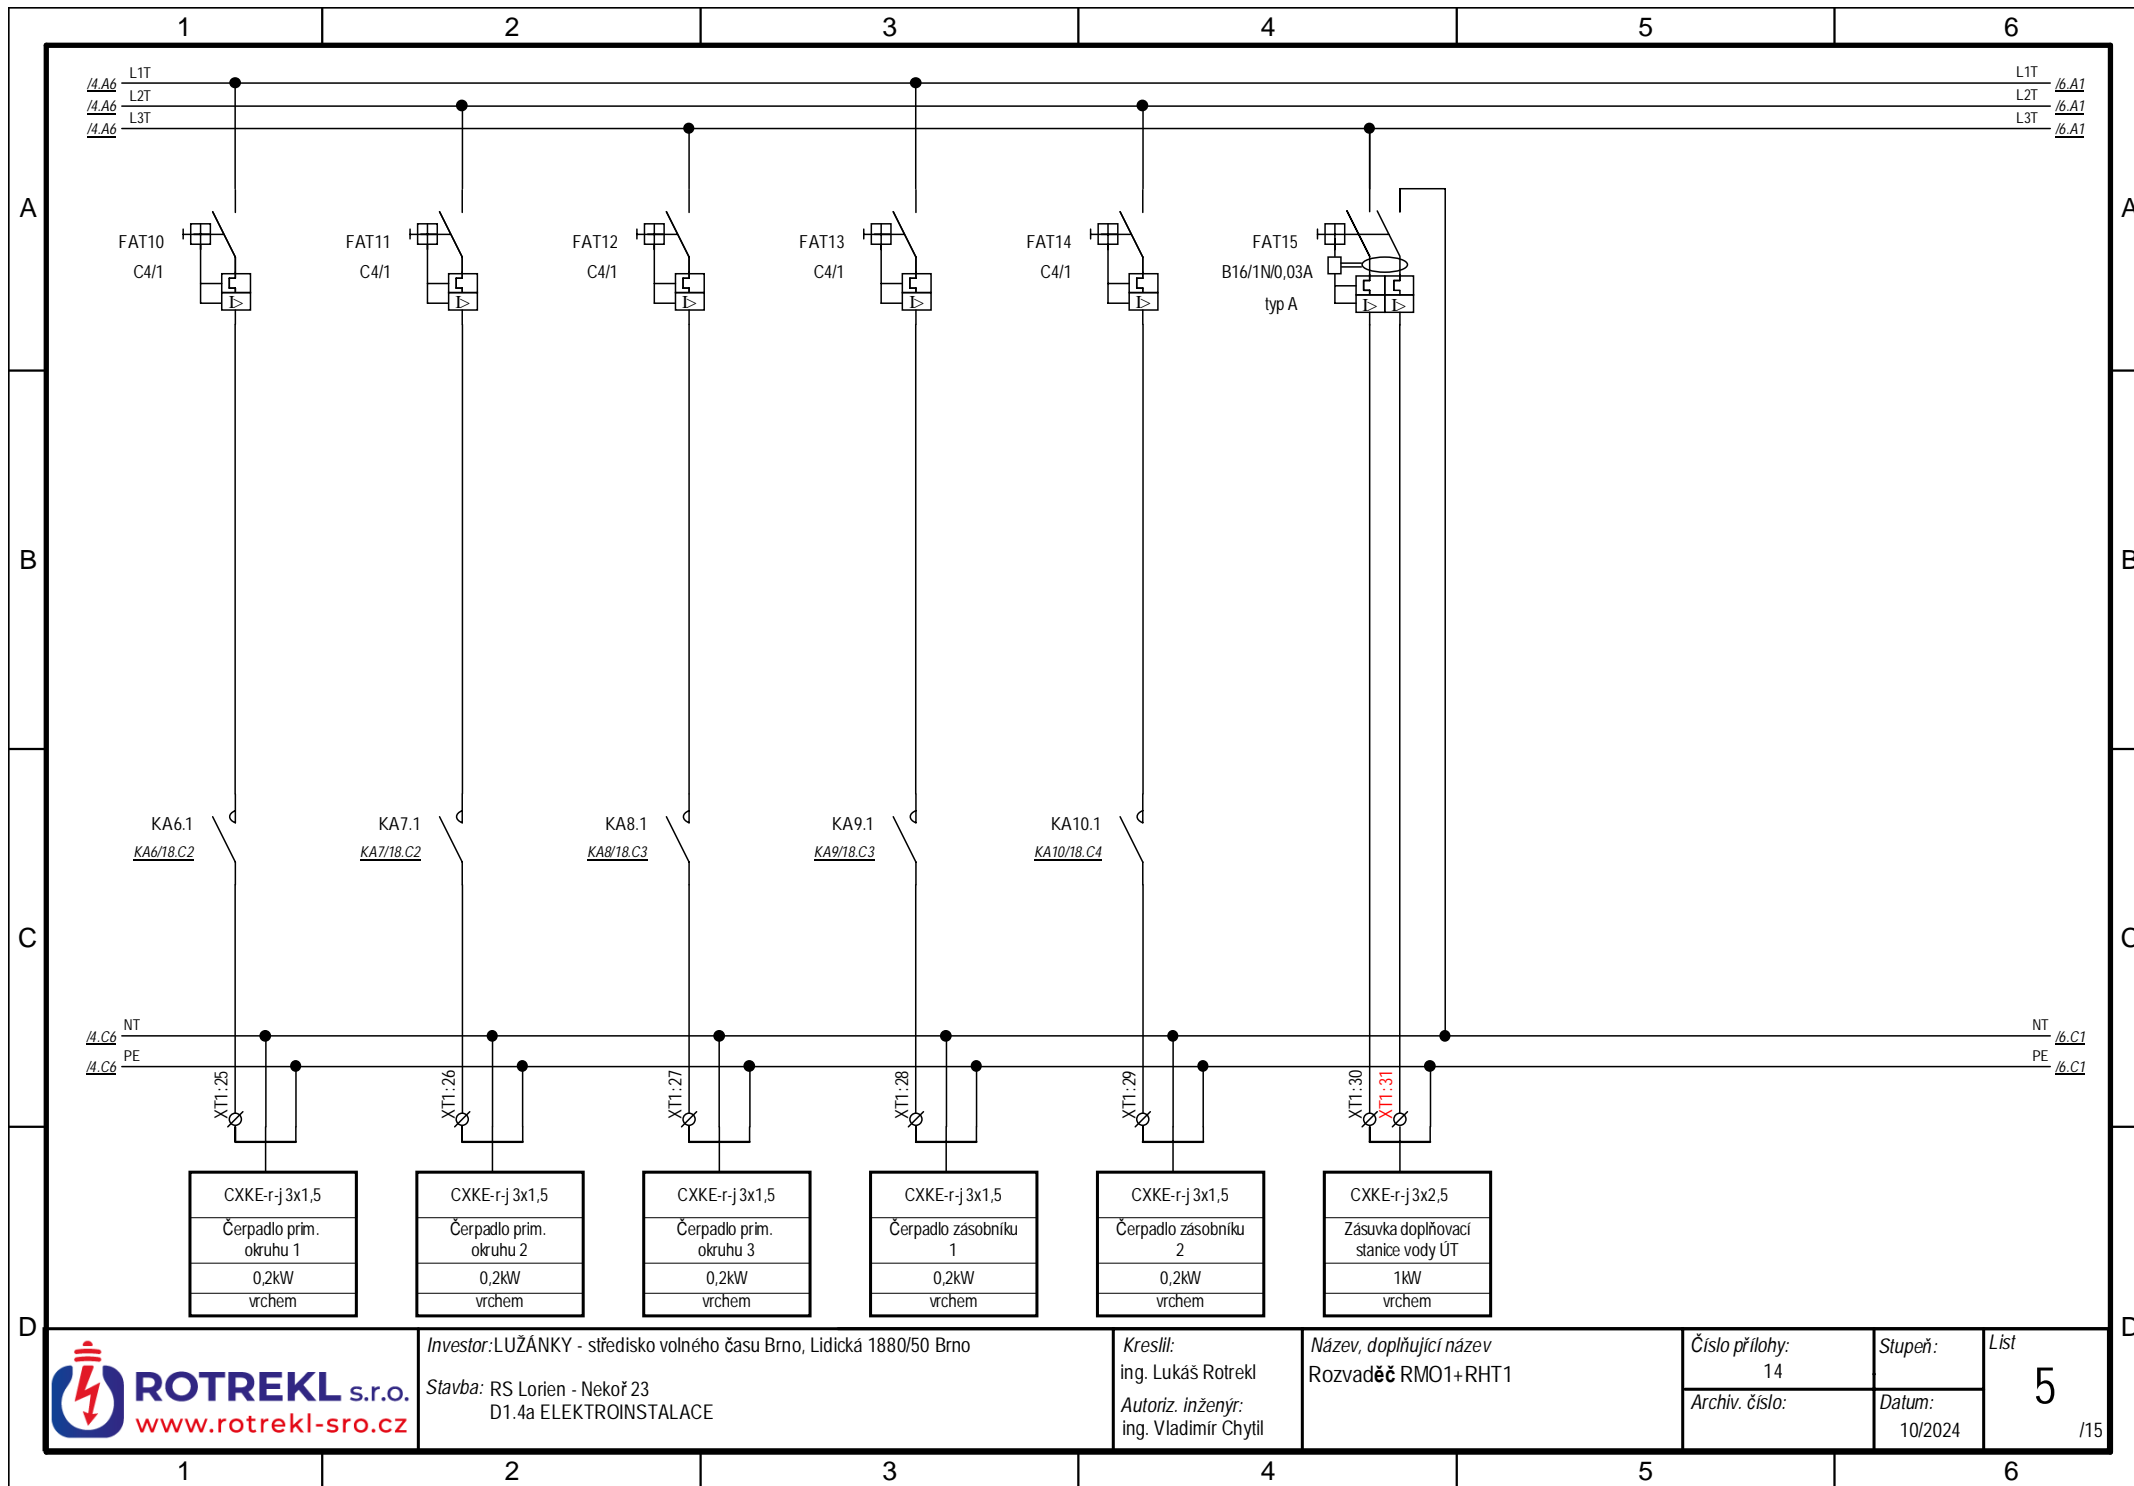 1 2 3 4 5 6
/4.A6 L1T L1T /6.A1
/4.A6 L2T L2T /6.A1
/4.A6 L3T L3T /6.A1
A A
FAT10 FAT11 FAT12 FAT13 FAT14 FAT15
C4/1 C4/1 C4/1 C4/1 C4/1 B16/1N/0,03A
typ A
I> I> I> I> I> I> I>
B B
KA6.1 KA7.1 KA8.1 KA9.1 KA10.1
KA6/18.C2 KA7/18.C2 KA8/18.C3 KA9/18.C3 KA10/18.C4
C C
/4.C6 NT NT /6.C1
/4.C6 PE PE /6.C1
XT1:25 XT1:26 XT1:27 XT1:28 XT1:29 XT1:30 XT1:31
CXKE-r-j 3x1,5 CXKE-r-j 3x1,5 CXKE-r-j 3x1,5 CXKE-r-j 3x1,5 CXKE-r-j 3x1,5 CXKE-r-j 3x2,5
Čerpadlo prim. Čerpadlo prim. Čerpadlo prim. Čerpadlo zásobníku Čerpadlo zásobníku Zásuvka doplňovací
okruhu 1 okruhu 2 okruhu 3 1 2 stanice vody ÚT
0,2kW 0,2kW 0,2kW 0,2kW 0,2kW 1kW
vrchem vrchem vrchem vrchem vrchem vrchem
D D
ROTREKL s.r.o.
www.rotrekl-sro.cz
Investor: LUŽÁNKY - středisko volného času Brno, Lidická 1880/50 Brno
Stavba: RS Lorien - Nekoř 23
D1.4a ELEKTROINSTALACE
Kreslil:
ing. Lukáš Rotrekl
Autoriz. inženýr:
ing. Vladimír Chytil
Název, doplňující název
Rozvaděč RMO1+RHT1
Číslo přílohy:
14
Archiv. číslo:
Stupeň:
Datum:
10/2024
List
5
/15
1 2 3 4 5 6